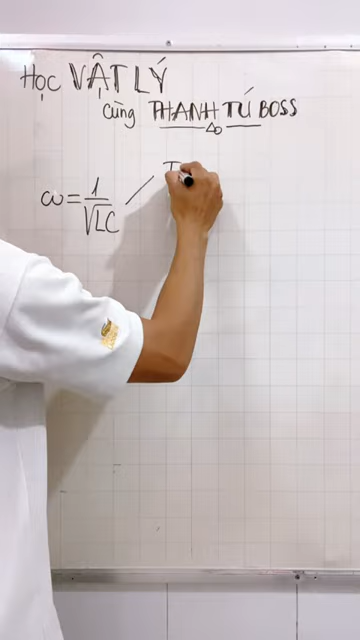 Học VẬT LÝ
cùng THANH TÚ BOSS
ω = 1/√LC
T